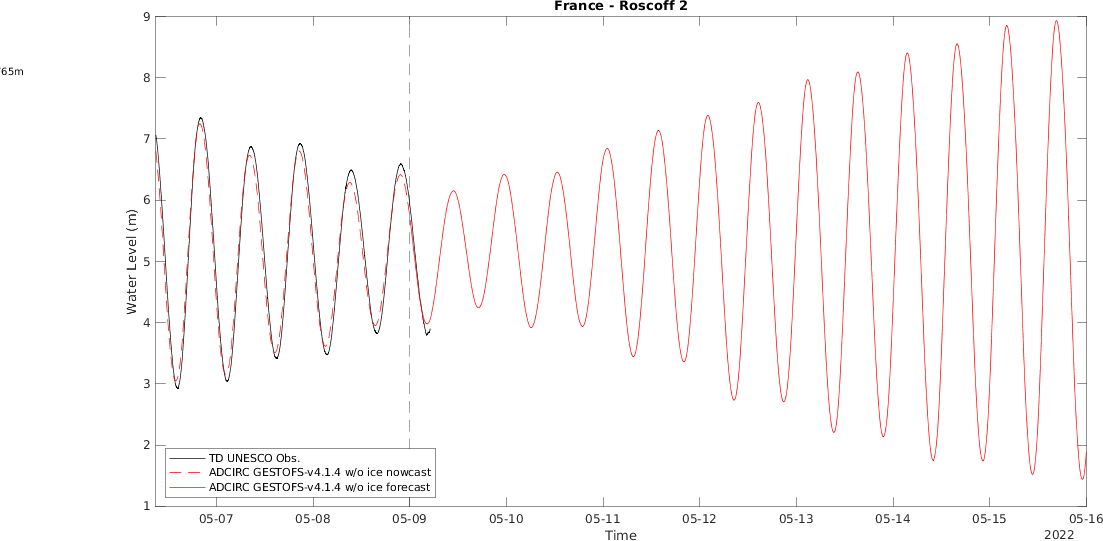 France - Roscoff 2
765m
9
8
7
6
5
4
3
2
1
Water Level (m)
TD UNESCO Obs.
ADCIRC GESTOFS-v4.1.4 w/o ice nowcast
ADCIRC GESTOFS-v4.1.4 w/o ice forecast
05-07 05-08 05-09 05-10 05-11 05-12 05-13 05-14 05-15 05-16
Time
2022